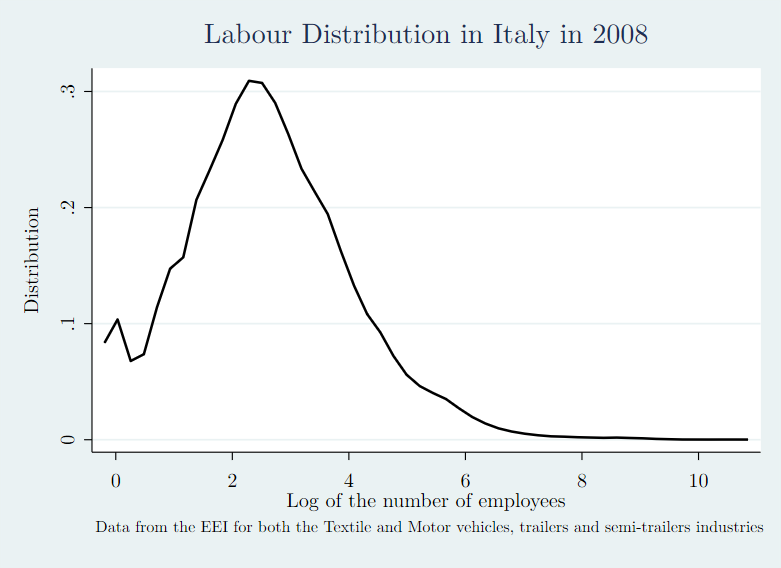 Labour Distribution in Italy in 2008
Distribution
.3
.2
.1
0
0 2 4 6 8 10
Log of the number of employees
Data from the EEI for both the Textile and Motor vehicles, trailers and semi-trailers industries